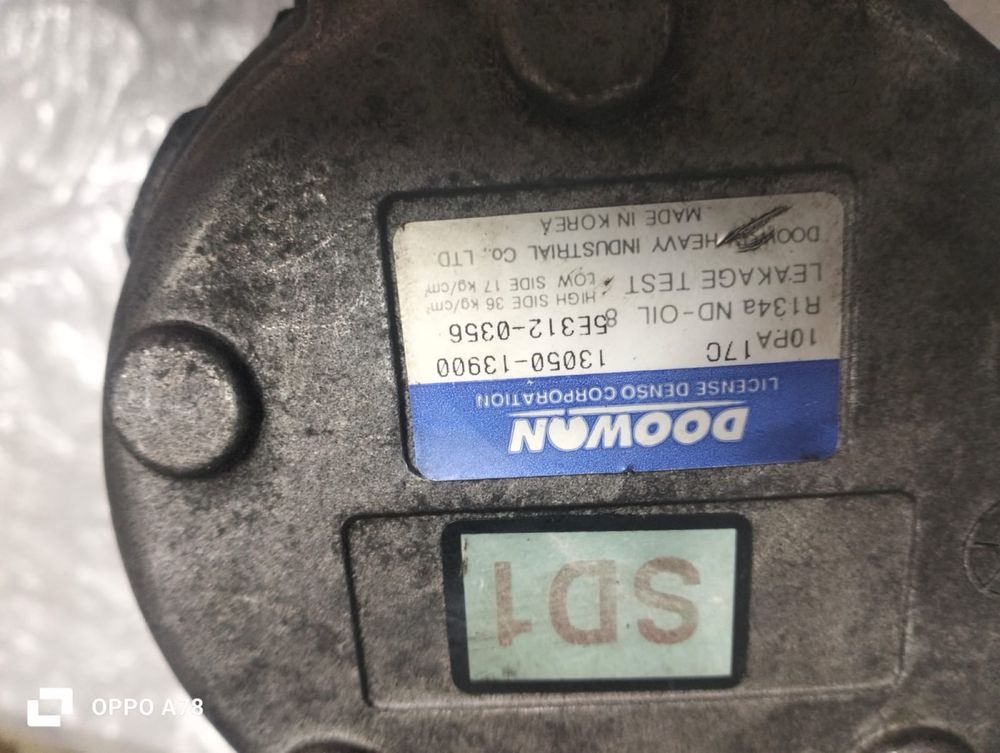 SD1
DOOWON
LICENSE DENSO CORPORATION
10PA17C 13050-13900
R134a ND-OIL 8 5E312-0356
LEAKAGE TEST HIGH SIDE 36 kg/cm²
LOW SIDE 17 kg/cm²
DOOWON HEAVY INDUSTRIAL Co., LTD.
MADE IN KOREA
OPPO A78